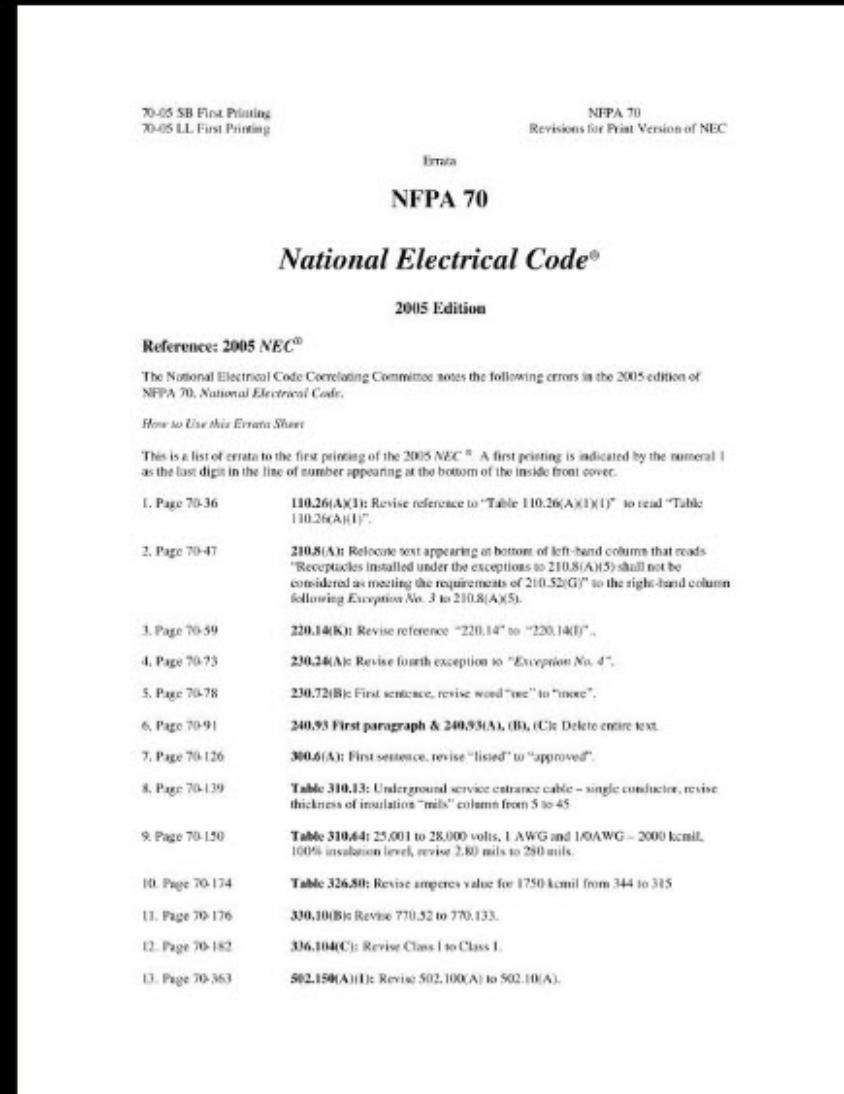 70-05 SB First Printing
70-05 LL First Printing
NFPA 70
Revisions for Print Version of NEC
Errata
NFPA 70
National Electrical Code®
2005 Edition
Reference: 2005 NEC®
The National Electrical Code Correlating Committee notes the following errors in the 2005 edition of
NFPA 70, National Electrical Code.
How to Use this Errata Sheet
This is a list of errata to the first printing of the 2005 NEC ®. A first printing is indicated by the numeral 1
as the last digit in the line of number appearing at the bottom of the inside front cover.
1. Page 70-36 110.26(A)(1): Revise reference to “Table 110.26(A)(1)(1)” to read “Table
110.26(A)(1)”.
2. Page 70-47 210.8(A): Relocate text appearing at bottom of left-hand column that reads
“Receptacles installed under the exceptions to 210.8(A)(5) shall not be
considered as meeting the requirements of 210.52(G)” to the right-hand column
following Exception No. 3 to 210.8(A)(5).
3. Page 70-59 220.14(K): Revise reference “220.14” to “220.14(I)”..
4. Page 70-73 230.24(A): Revise fourth exception to “Exception No. 4”.
5. Page 70-78 230.72(B): First sentence, revise word “ore” to “more”.
6. Page 70-91 240.93 First paragraph & 240.93(A), (B), (C): Delete entire text.
7. Page 70-126 300.6(A): First sentence, revise “listed” to “approved”.
8. Page 70-139 Table 310.13: Underground service entrance cable – single conductor, revise
thickness of insulation “mils” column from 5 to 45
9. Page 70-150 Table 310.64: 25,001 to 28,000 volts, 1 AWG and 1/0AWG – 2000 kcmil,
100% insulation level, revise 2.80 mils to 280 mils.
10. Page 70-174 Table 326.80: Revise amperes value for 1750 kcmil from 344 to 315
11. Page 70-176 330.10(B): Revise 770.52 to 770.133.
12. Page 70-182 336.104(C): Revise Class I to Class 1.
13. Page 70-363 502.150(A)(1): Revise 502.100(A) to 502.10(A).